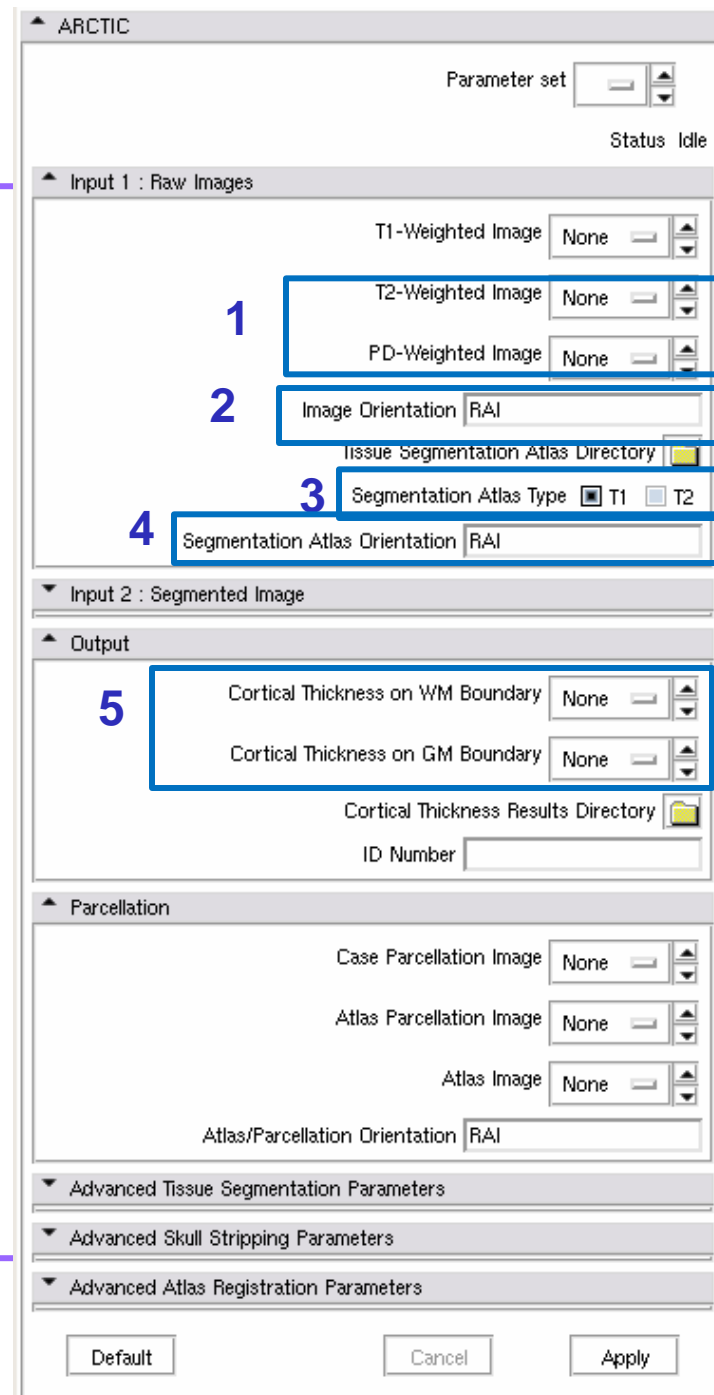 ARCTIC
Parameter set
Status Idle
Input 1 : Raw Images
T1-Weighted Image None
1
T2-Weighted Image None
PD-Weighted Image None
2
Image Orientation RAI
Tissue Segmentation Atlas Directory
3
Segmentation Atlas Type T1 T2
4
Segmentation Atlas Orientation RAI
Input 2 : Segmented Image
Output
5
Cortical Thickness on WM Boundary None
Cortical Thickness on GM Boundary None
Cortical Thickness Results Directory
ID Number
Parcellation
Case Parcellation Image None
Atlas Parcellation Image None
Atlas Image None
Atlas/Parcellation Orientation RAI
Advanced Tissue Segmentation Parameters
Advanced Skull Stripping Parameters
Advanced Atlas Registration Parameters
Default Cancel Apply